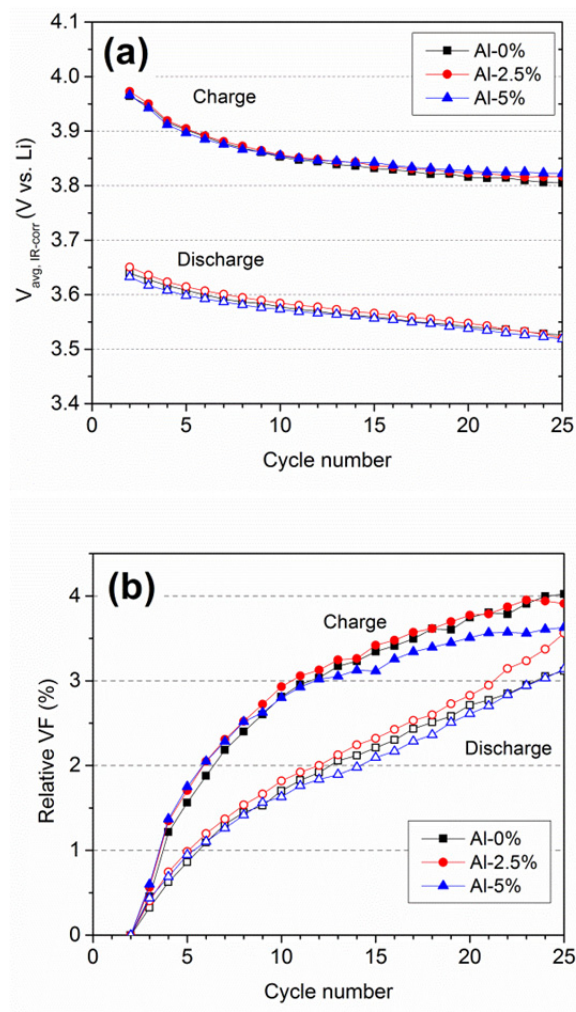 (a)
Al-0%
Al-2.5%
Al-5%
Charge
Discharge
4.1
4.0
3.9
3.8
3.7
3.6
3.5
3.4
V avg, IR-corr (V vs. Li)
0 5 10 15 20 25
Cycle number
(b)
Charge
Discharge
Al-0%
Al-2.5%
Al-5%
4
3
2
1
0
Relative VF (%)
0 5 10 15 20 25
Cycle number